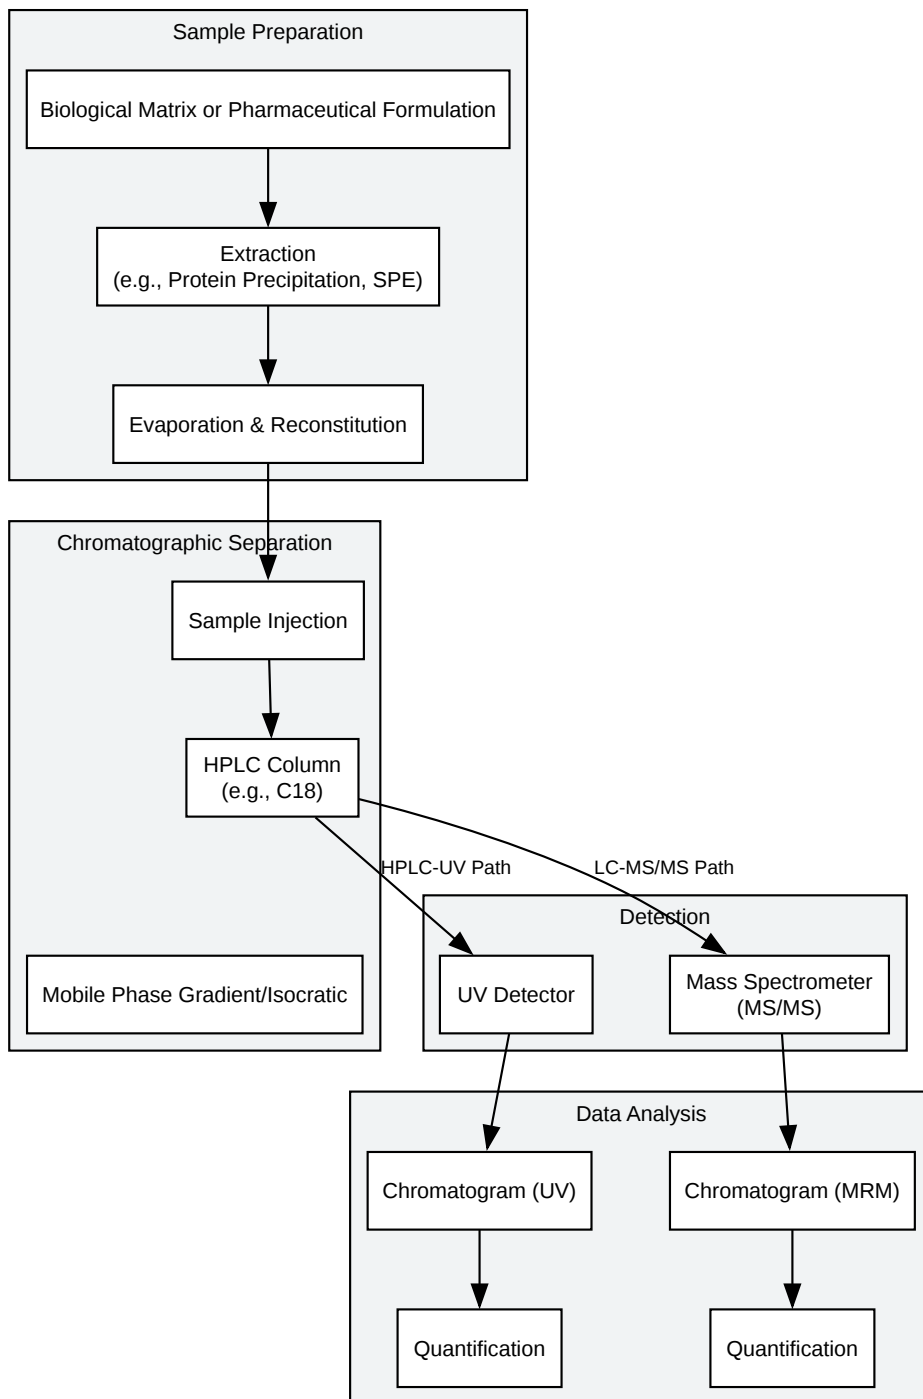 Sample Preparation
Biological Matrix or Pharmaceutical Formulation
Extraction
(e.g., Protein Precipitation, SPE)
Evaporation & Reconstitution
Chromatographic Separation
Sample Injection
HPLC Column
(e.g., C18)
HPLC-UV Path
LC-MS/MS Path
Detection
Mobile Phase Gradient/Isocratic
UV Detector
Mass Spectrometer
(MS/MS)
Data Analysis
Chromatogram (UV)
Chromatogram (MRM)
Quantification
Quantification